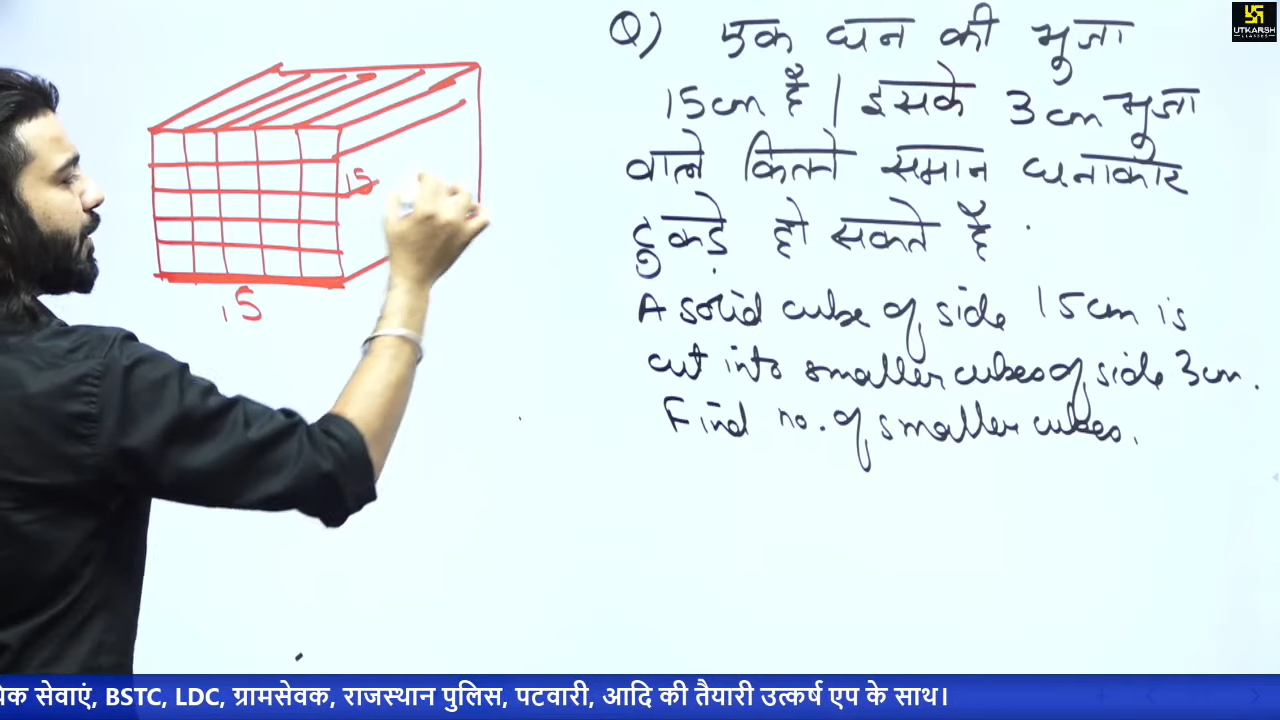 UTKARSH
CLASSES
Q) एक घन की भुजा
15cm है | इसके 3cm भुजा
वाले कितने समान घनाकार
टुकड़े हो सकते है
A solid cube of side 15cm is
cut into smaller cubes of side 3cm.
Find no. of smaller cubes.
15
15
सेवाएं, BSTC, LDC, ग्रामसेवक, राजस्थान पुलिस, पटवारी, आदि की तैयारी उत्कर्ष एप के साथ।